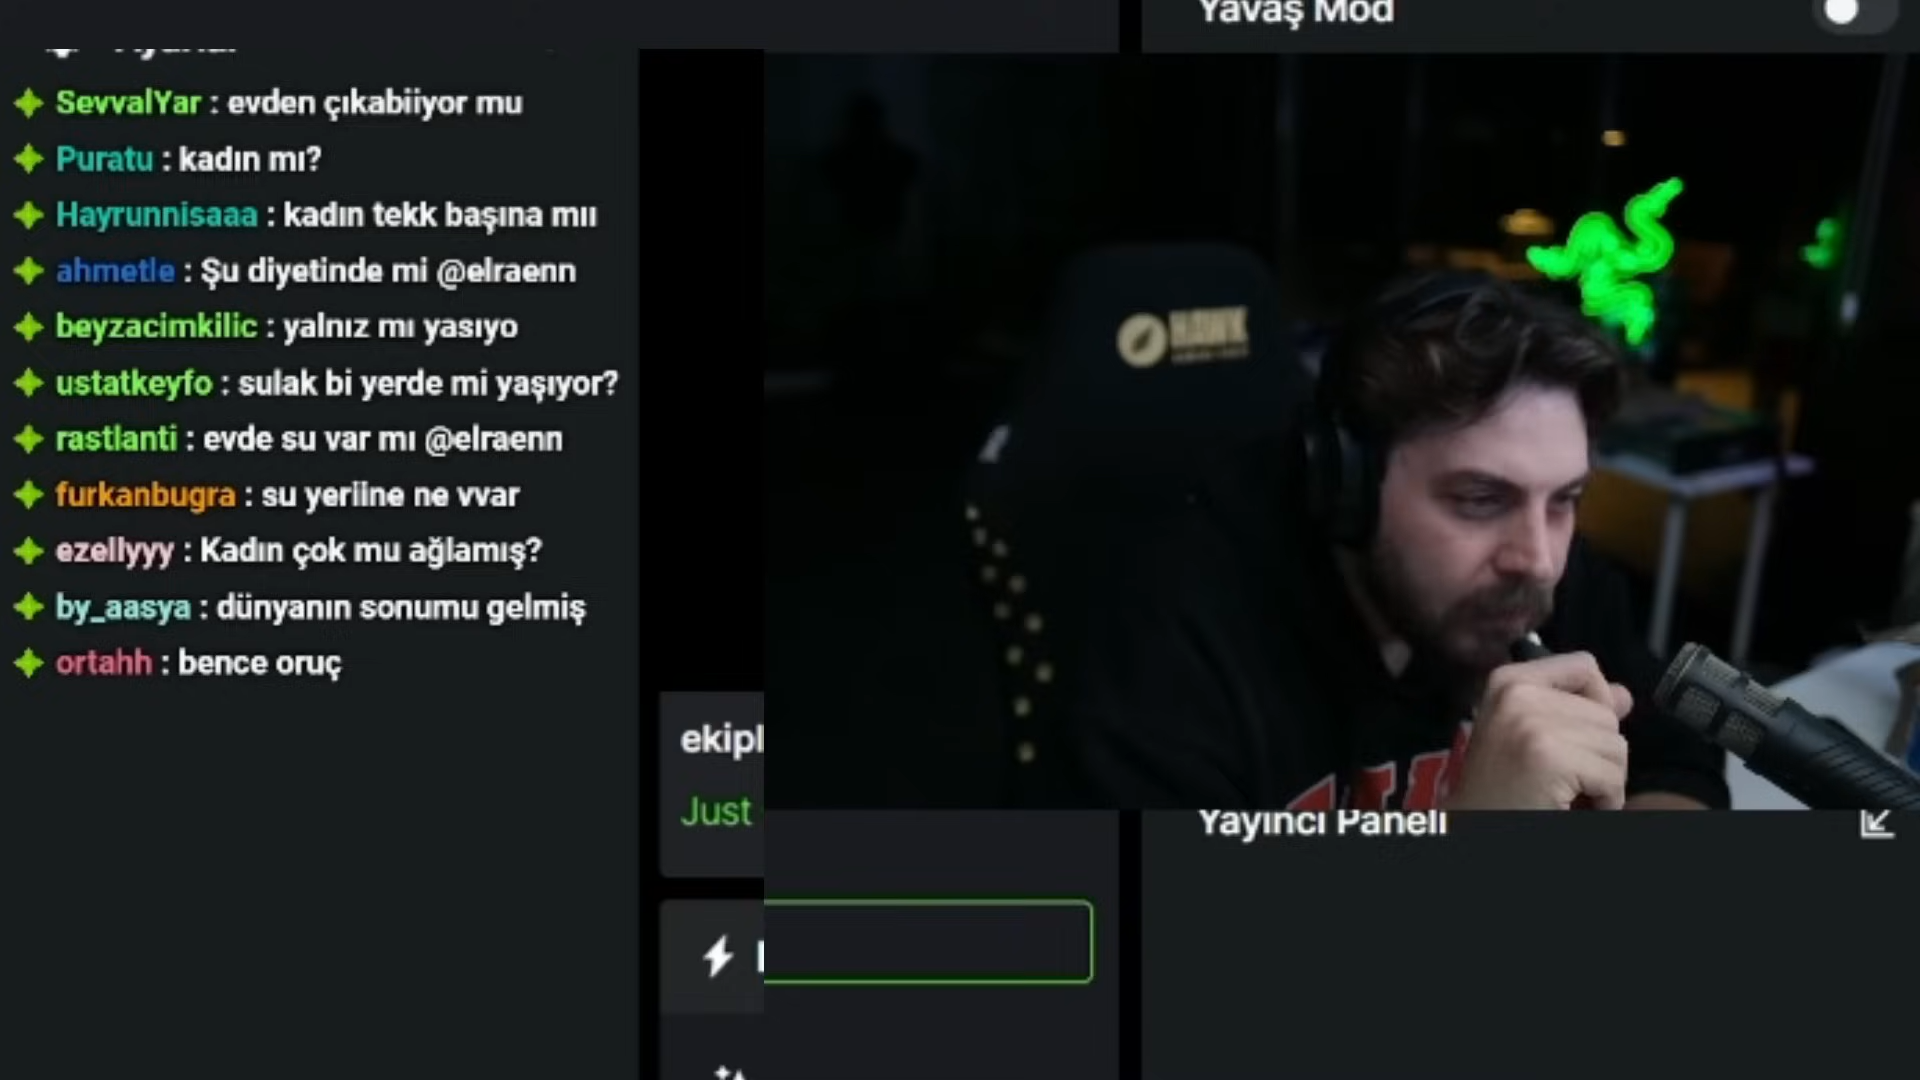 Yavaş Mod
SevvalYar : evden çıkabiiyor mu
Puratu : kadın mı?
Hayrunnisaaa : kadın tekk başına mıı
ahmetle : Şu diyetinde mi @elraenn
beyzacimkilic : yalnız mı yasıyo
ustatkeyfo : sulak bi yerde mi yaşıyor?
rastlanti : evde su var mı @elraenn
furkanbugra : su yeriine ne vvar
ezellyyy : Kadın çok mu ağlamış?
by_aasya : dünyanın sonumu gelmiş
ortahh : bence oruç
HAWK
ekipl
Just
Yayıncı Paneli